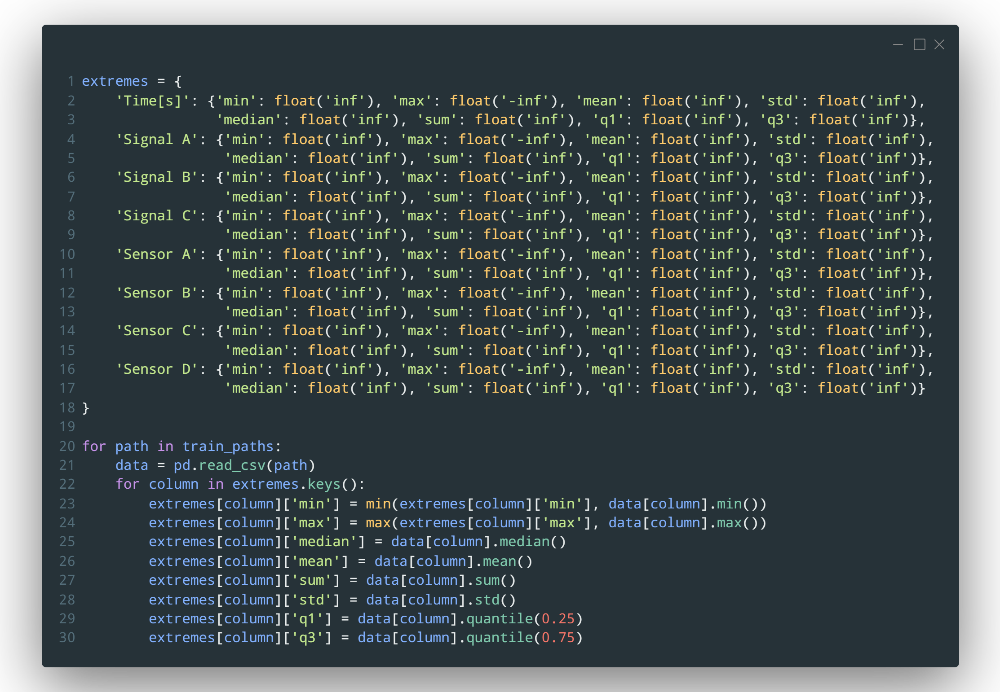 1 extremes = {
2     'Time[s]': {'min': float('inf'), 'max': float('-inf'), 'mean': float('inf'), 'std': float('inf'),
3                 'median': float('inf'), 'sum': float('inf'), 'q1': float('inf'), 'q3': float('inf')},
4     'Signal A': {'min': float('inf'), 'max': float('-inf'), 'mean': float('inf'), 'std': float('inf'),
5                  'median': float('inf'), 'sum': float('inf'), 'q1': float('inf'), 'q3': float('inf')},
6     'Signal B': {'min': float('inf'), 'max': float('-inf'), 'mean': float('inf'), 'std': float('inf'),
7                  'median': float('inf'), 'sum': float('inf'), 'q1': float('inf'), 'q3': float('inf')},
8     'Signal C': {'min': float('inf'), 'max': float('-inf'), 'mean': float('inf'), 'std': float('inf'),
9                  'median': float('inf'), 'sum': float('inf'), 'q1': float('inf'), 'q3': float('inf')},
10     'Sensor A': {'min': float('inf'), 'max': float('-inf'), 'mean': float('inf'), 'std': float('inf'),
11                  'median': float('inf'), 'sum': float('inf'), 'q1': float('inf'), 'q3': float('inf')},
12     'Sensor B': {'min': float('inf'), 'max': float('-inf'), 'mean': float('inf'), 'std': float('inf'),
13                  'median': float('inf'), 'sum': float('inf'), 'q1': float('inf'), 'q3': float('inf')},
14     'Sensor C': {'min': float('inf'), 'max': float('-inf'), 'mean': float('inf'), 'std': float('inf'),
15                  'median': float('inf'), 'sum': float('inf'), 'q1': float('inf'), 'q3': float('inf')},
16     'Sensor D': {'min': float('inf'), 'max': float('-inf'), 'mean': float('inf'), 'std': float('inf'),
17                  'median': float('inf'), 'sum': float('inf'), 'q1': float('inf'), 'q3': float('inf')}
18 }
19
20 for path in train_paths:
21     data = pd.read_csv(path)
22     for column in extremes.keys():
23         extremes[column]['min'] = min(extremes[column]['min'], data[column].min())
24         extremes[column]['max'] = max(extremes[column]['max'], data[column].max())
25         extremes[column]['median'] = data[column].median()
26         extremes[column]['mean'] = data[column].mean()
27         extremes[column]['sum'] = data[column].sum()
28         extremes[column]['std'] = data[column].std()
29         extremes[column]['q1'] = data[column].quantile(0.25)
30         extremes[column]['q3'] = data[column].quantile(0.75)